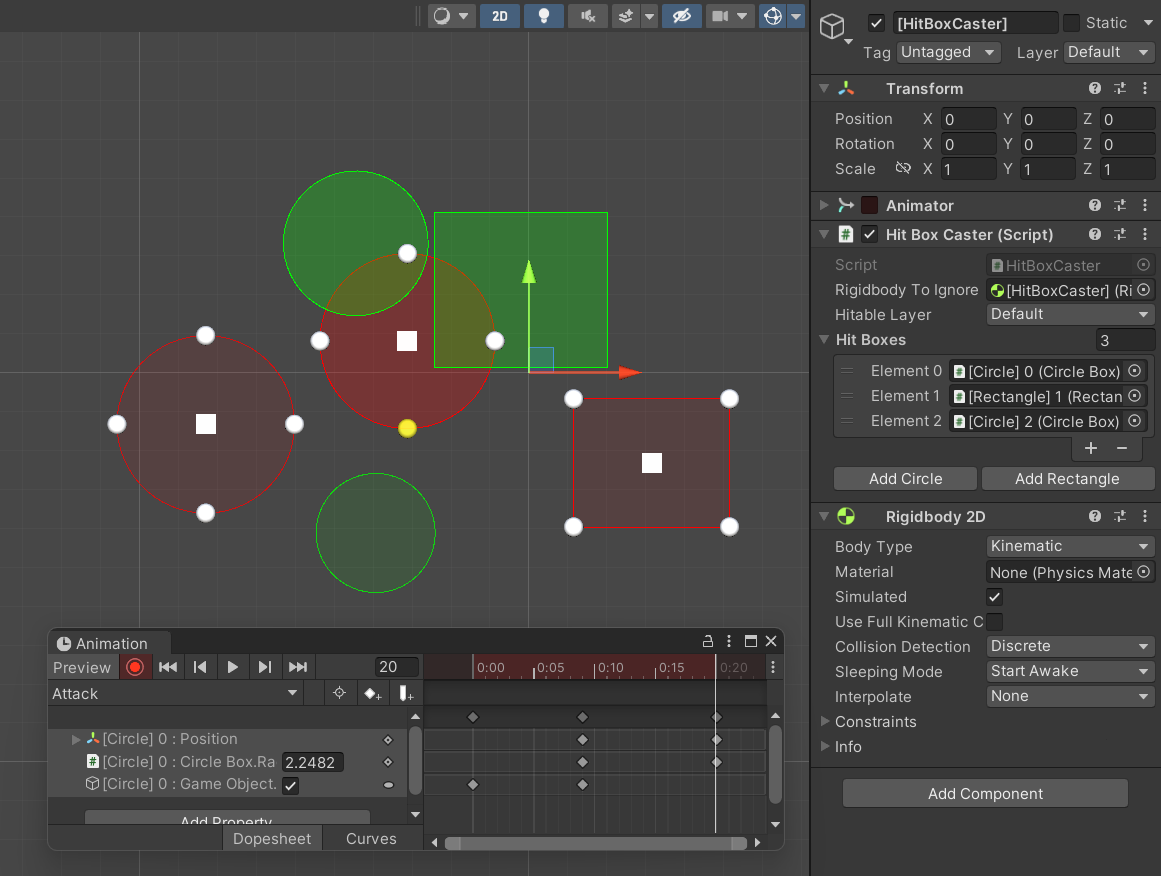 2D
[HitBoxCaster]
Static
Tag Untagged Layer Default
Transform
Position X 0 Y 0 Z 0
Rotation X 0 Y 0 Z 0
Scale X 1 Y 1 Z 1
Animator
# Hit Box Caster (Script)
Script # HitBoxCaster
Rigidbody To Ignore [HitBoxCaster] (Ri
Hitable Layer Default
Hit Boxes 3
Element 0 # [Circle] 0 (Circle Box)
Element 1 # [Rectangle] 1 (Rectan
Element 2 # [Circle] 2 (Circle Box)
+ −
Add Circle Add Rectangle
Rigidbody 2D
Body Type Kinematic
Material None (Physics Mate
Simulated
Use Full Kinematic C
Collision Detection Discrete
Sleeping Mode Start Awake
Interpolate None
Constraints
Info
Add Component
Animation
Preview 20 0:00 0:05 0:10 0:15 0:20
Attack
[Circle] 0 : Position
# [Circle] 0 : Circle Box.Ra 2.2482
[Circle] 0 : Game Object.
Add Property
Dopesheet Curves